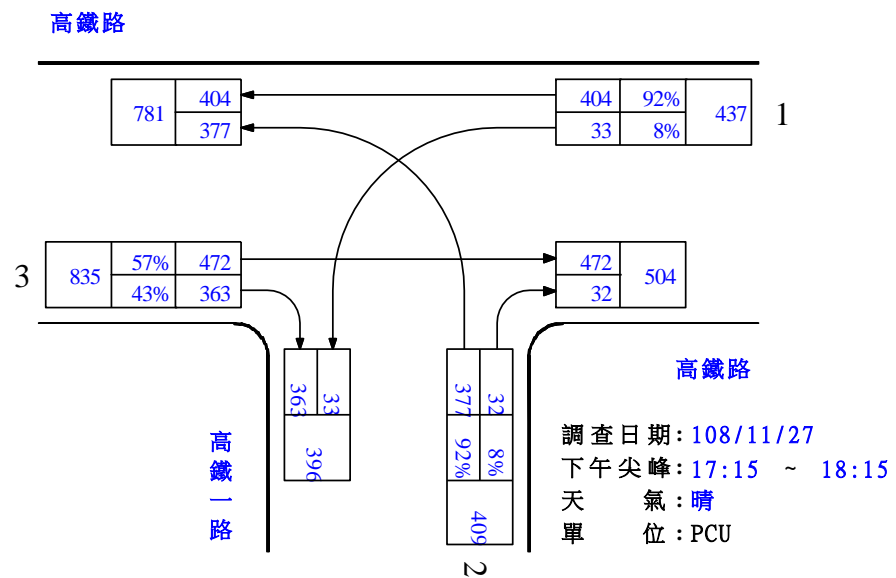 高鐵路
781 404
377
404 92% 437 1
33 8%
3 835 57% 472
43% 363
472 504
32
363 33
396
377 32
92% 8%
409
2
高鐵一路
高鐵路
調查日期:108/11/27
下午尖峰:17:15 ~ 18:15
天 氣:晴
單 位:PCU